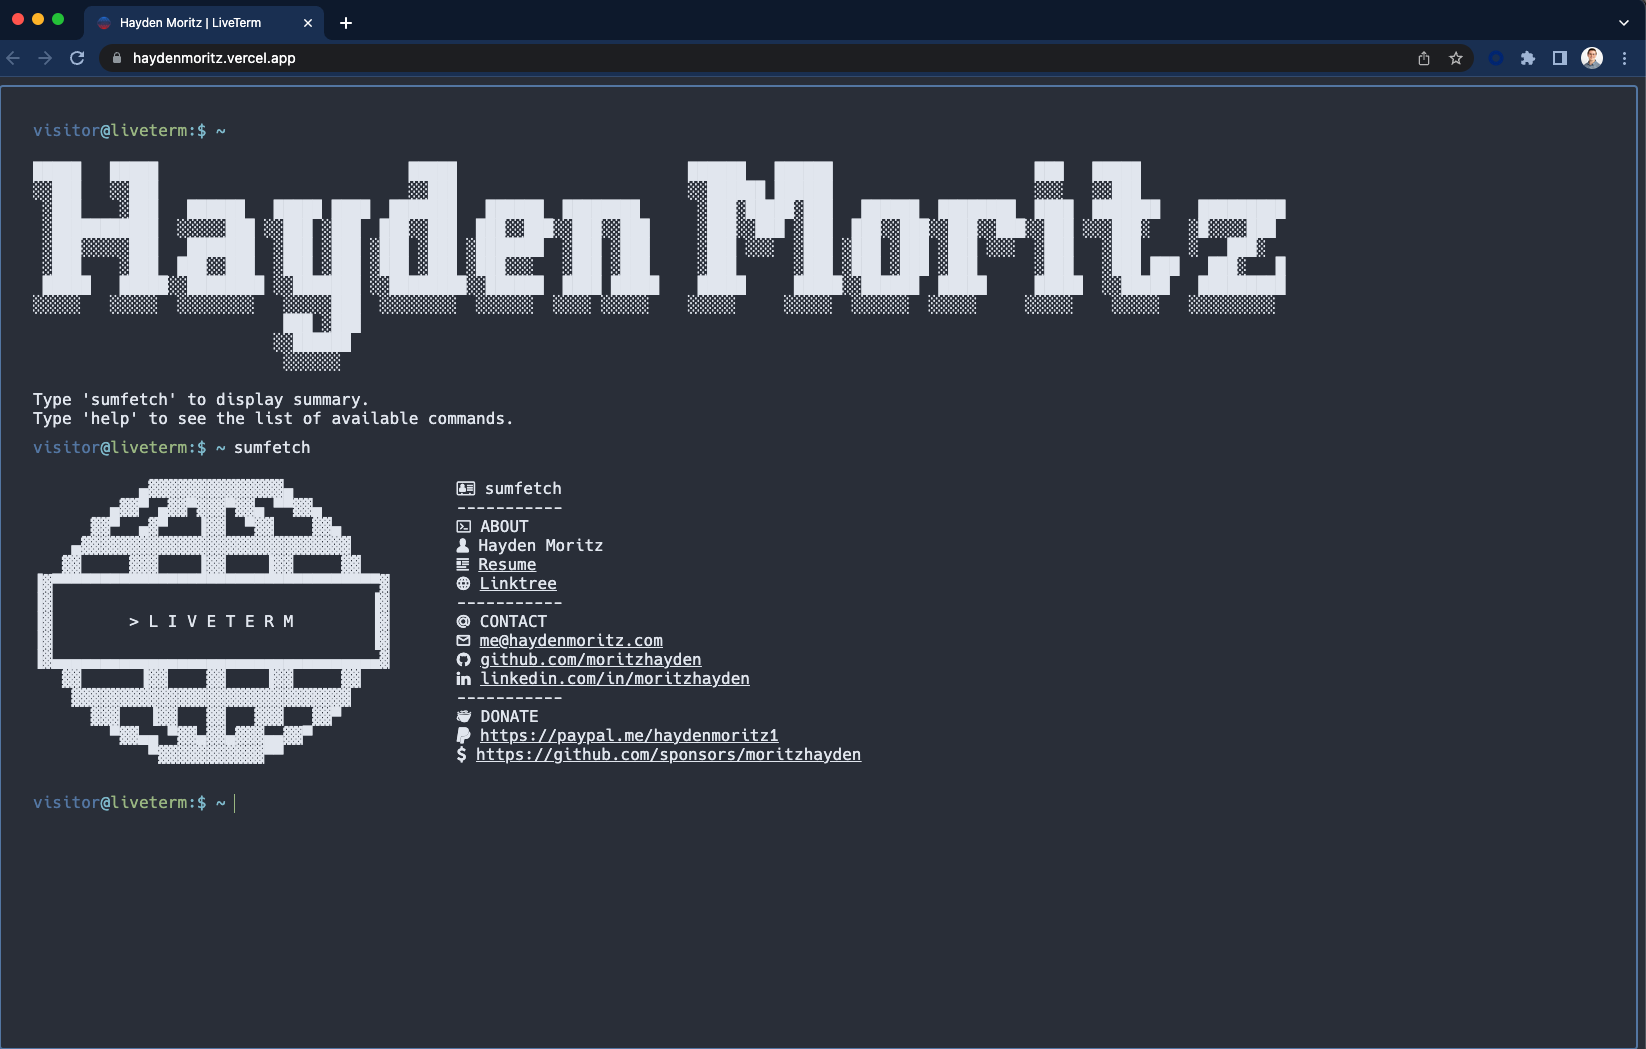 Hayden Moritz | LiveTerm
haydenmoritz.vercel.app
visitor@liveterm:$ ~
Hayden Moritz
Type 'sumfetch' to display summary.
Type 'help' to see the list of available commands.
visitor@liveterm:$ ~ sumfetch
sumfetch
-----------
ABOUT
Hayden Moritz
Resume
Linktree
-----------
>LIVETERM
CONTACT
me@haydenmoritz.com
github.com/moritzhayden
linkedin.com/in/moritzhayden
-----------
DONATE
https://paypal.me/haydenmoritz1
$ https://github.com/sponsors/moritzhayden
visitor@liveterm:$ ~